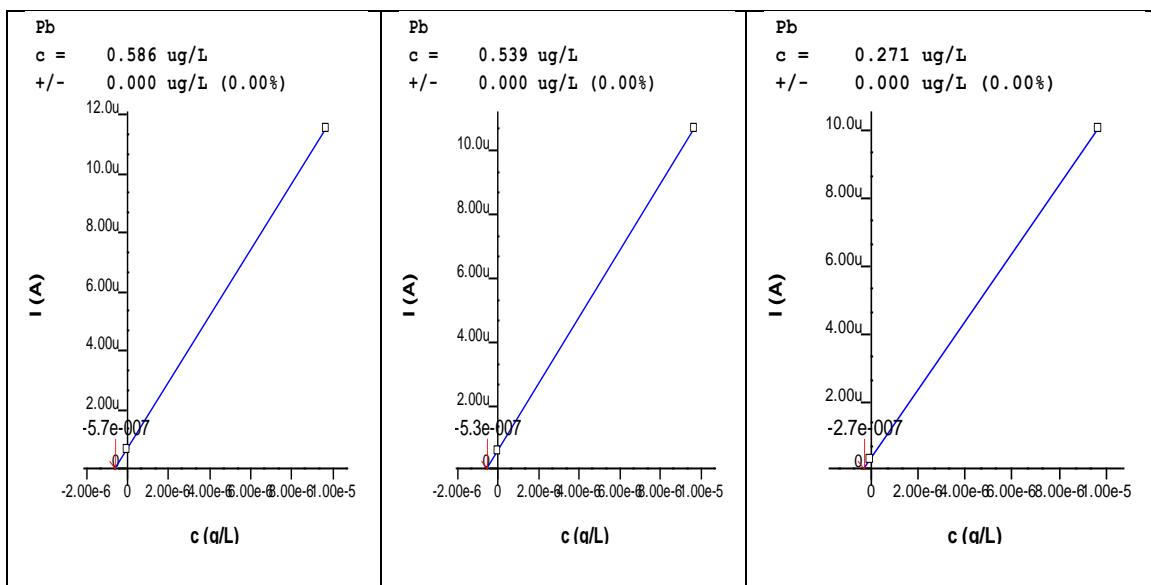 Pb
c = 0.586 ug/L
+/- 0.000 ug/L (0.00%)
12.0u
10.0u
8.00u
6.00u
4.00u
2.00u
-5.7e-007
0
I (A)
-2.00e-6 0 2.00e-6 4.00e-6 6.00e-6 8.00e-6 1.00e-5
c (g/L)
Pb
c = 0.539 ug/L
+/- 0.000 ug/L (0.00%)
10.0u
8.00u
6.00u
4.00u
2.00u
-5.3e-007
0
I (A)
-2.00e-6 0 2.00e-6 4.00e-6 6.00e-6 8.00e-6 1.00e-5
c (g/L)
Pb
c = 0.271 ug/L
+/- 0.000 ug/L (0.00%)
10.0u
8.00u
6.00u
4.00u
2.00u
-2.7e-007
0
I (A)
0 2.00e-6 4.00e-6 6.00e-6 8.00e-6 1.00e-5
c (g/L)